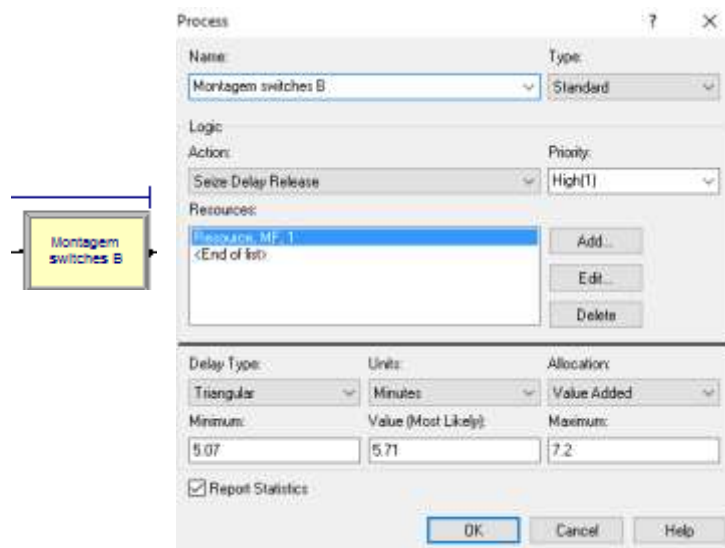 Process
?
Name:
Type:
Montagem switches B
Standard
Logic
Action:
Priority:
Seize Delay Release
High(1)
Resources:
Resource, MF, 1
<End of list>
Add...
Edit...
Delete
Montagem
switches B
Delay Type:
Units:
Allocation:
Triangular
Minutes
Value Added
Minimum:
Value (Most Likely):
Maximum:
5.07
5.71
7.2
Report Statistics
OK
Cancel
Help